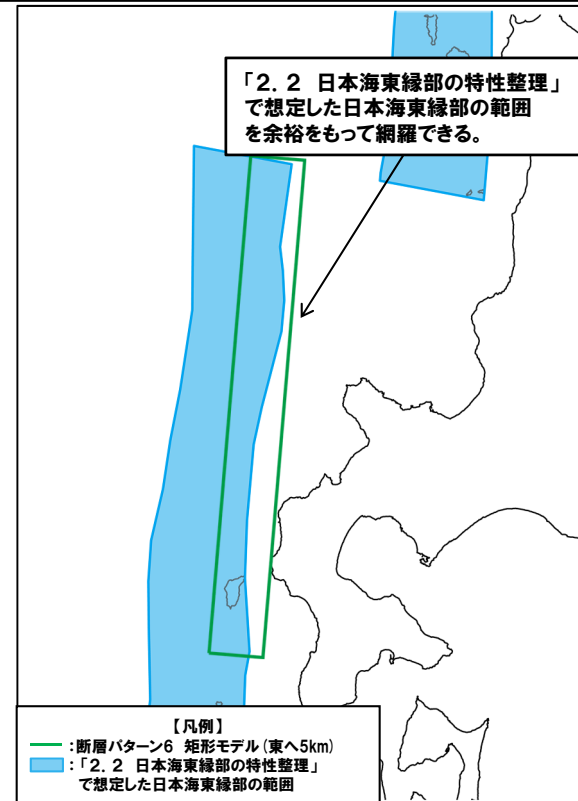 「2.2 日本海東縁部の特性整理」
で想定した日本海東縁部の範囲
を余裕をもって網羅できる。
【凡例】
:断層パターン6 矩形モデル(東へ5km)
:「2.2 日本海東縁部の特性整理」
で想定した日本海東縁部の範囲